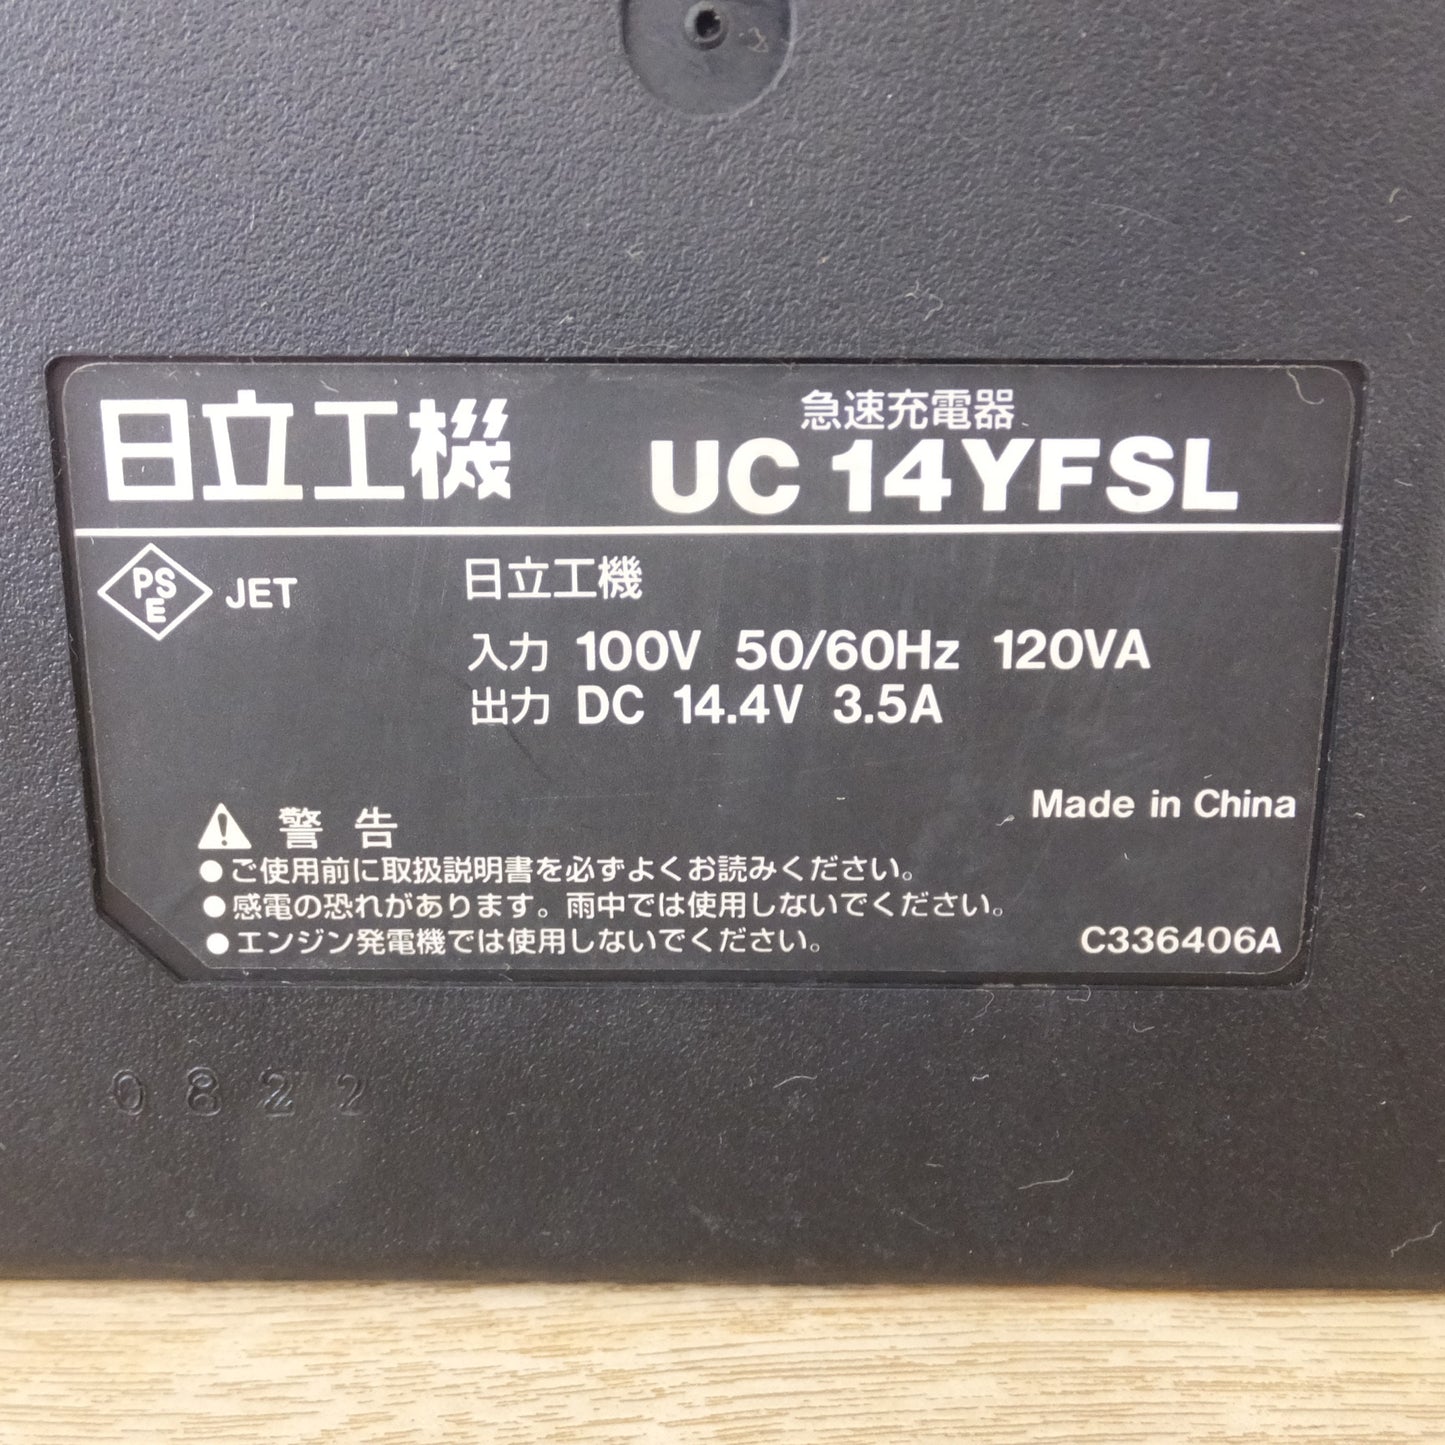 日立工機
急速充電器
UC 14YFSL
PSE JET
日立工機
入力 100V 50/60Hz 120VA
出力 DC 14.4V 3.5A
Made in China
⚠ 警告
●ご使用前に取扱説明書を必ずよくお読みください。
●感電の恐れがあります。雨中では使用しないでください。
●エンジン発電機では使用しないでください。
C336406A
0822